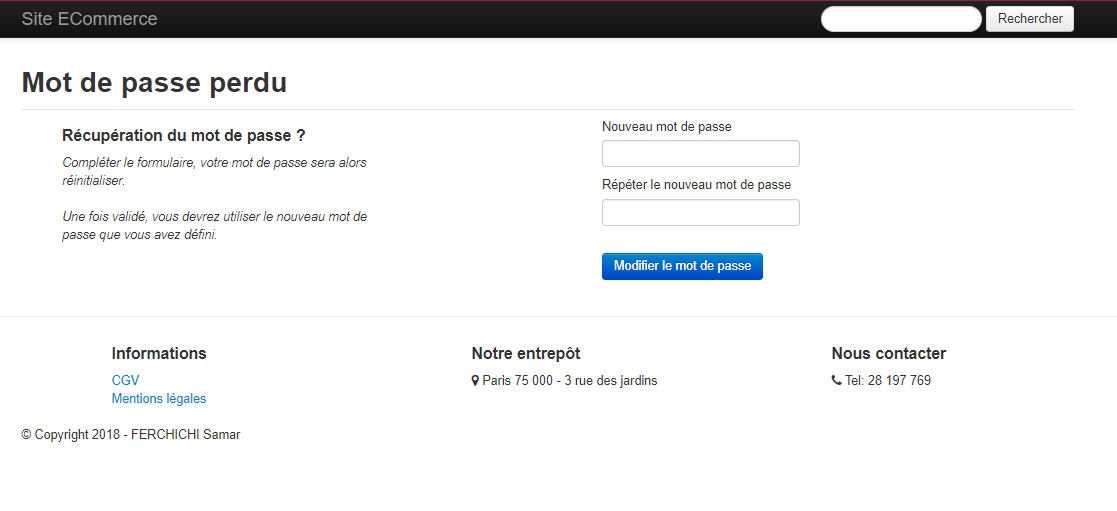 Site ECommerce
Rechercher
Mot de passe perdu
Récupération du mot de passe ?
Compléter le formulaire, votre mot de passe sera alors
réinitialiser.
Une fois validé, vous devrez utiliser le nouveau mot de
passe que vous avez défini.
Nouveau mot de passe
Répéter le nouveau mot de passe
Modifier le mot de passe
Informations
CGV
Mentions légales
Notre entrepôt
Paris 75 000 - 3 rue des jardins
Nous contacter
Tel: 28 197 769
© Copyright 2018 - FERCHICHI Samar